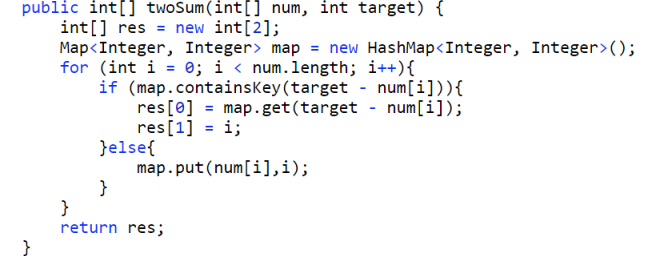 public int[] twoSum(int[] num, int target) {
    int[] res = new int[2];
    Map<Integer, Integer> map = new HashMap<Integer, Integer>();
    for (int i = 0; i < num.length; i++){
        if (map.containsKey(target - num[i])){
            res[0] = map.get(target - num[i]);
            res[1] = i;
        }else{
            map.put(num[i],i);
        }
    }
    return res;
}